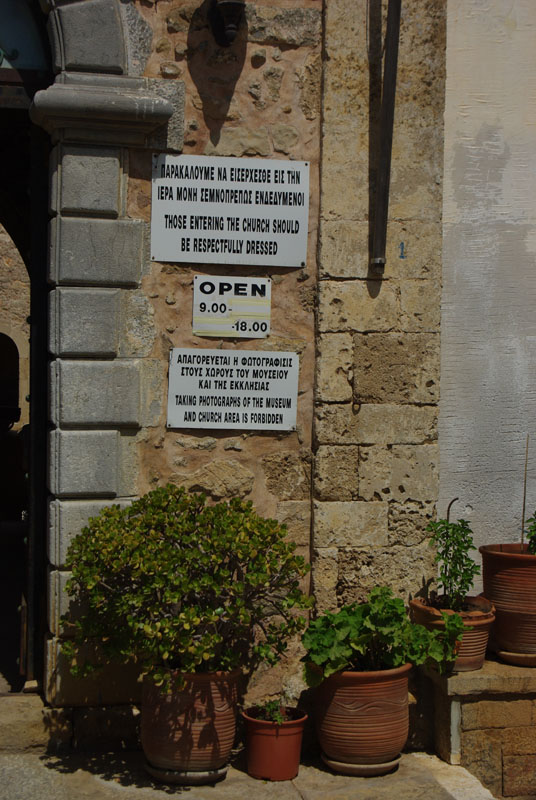 ΠΑΡΑΚΑΛΟΥΜΕ ΝΑ ΕΙΣΕΡΧΕΣΘΕ ΕΙΣ ΤΗΝ
ΙΕΡΑ ΜΟΝΗ ΣΕΜΝΟΠΡΕΠΩΣ ΕΝΔΕΔΥΜΕΝΟΙ
THOSE ENTERING THE CHURCH SHOULD
BE RESPECTFULLY DRESSED
OPEN
9.00-
-18.00
ΑΠΑΓΟΡΕΥΕΤΑΙ Η ΦΩΤΟΓΡΑΦΙΣΙΣ
ΣΤΟΥΣ ΧΩΡΟΥΣ ΤΟΥ ΜΟΥΣΕΙΟΥ
ΚΑΙ ΤΗΣ ΕΚΚΛΗΣΙΑΣ
TAKING PHOTOGRAPHS OF THE MUSEUM
AND CHURCH AREA IS FORBIDDEN
1